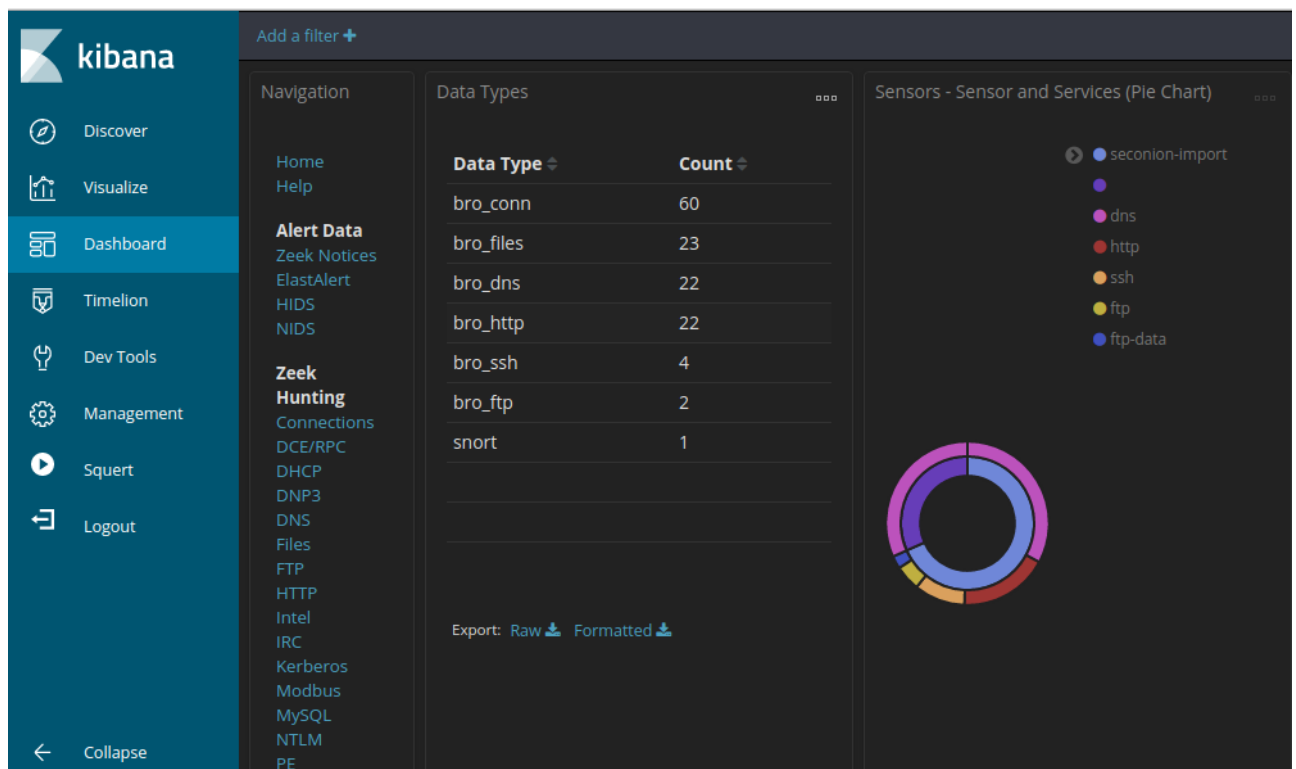 kibana
Discover
Visualize
Dashboard
Timelion
Dev Tools
Management
Squert
Logout
Collapse
Add a filter +
Navigation
Home
Help
Alert Data
Zeek Notices
ElastAlert
HIDS
NIDS
Zeek
Hunting
Connections
DCE/RPC
DHCP
DNP3
DNS
Files
FTP
HTTP
Intel
IRC
Kerberos
Modbus
MySQL
NTLM
PE
Data Types
Data Type Count
bro_conn 60
bro_files 23
bro_dns 22
bro_http 22
bro_ssh 4
bro_ftp 2
snort 1
Export: Raw Formatted
Sensors - Sensor and Services (Pie Chart)
seconion-import
dns
http
ssh
ftp
ftp-data